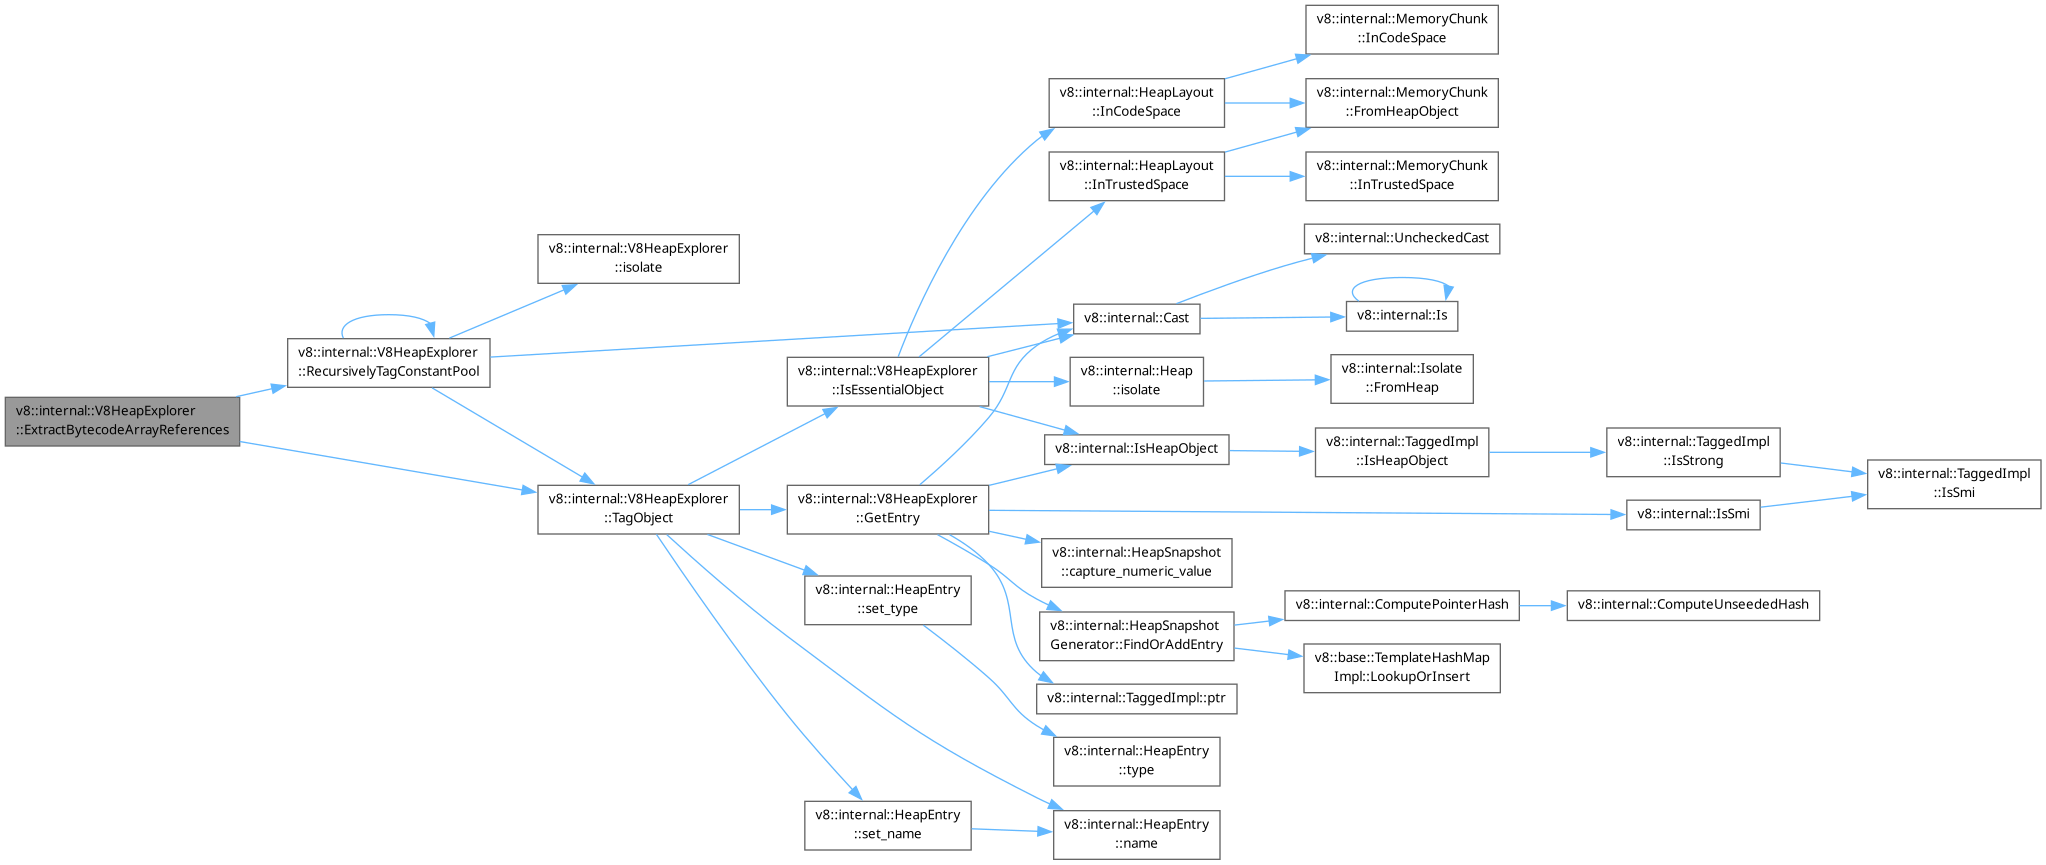 v8::internal::MemoryChunk
::InCodeSpace
v8::internal::HeapLayout
::InCodeSpace
v8::internal::MemoryChunk
::FromHeapObject
v8::internal::HeapLayout
::InTrustedSpace
v8::internal::MemoryChunk
::InTrustedSpace
v8::internal::UncheckedCast
v8::internal::V8HeapExplorer
::isolate
v8::internal::Cast
v8::internal::Is
v8::internal::V8HeapExplorer
::RecursivelyTagConstantPool
v8::internal::V8HeapExplorer
::IsEssentialObject
v8::internal::Heap
::isolate
v8::internal::Isolate
::FromHeap
v8::internal::V8HeapExplorer
::ExtractBytecodeArrayReferences
v8::internal::IsHeapObject
v8::internal::TaggedImpl
::IsHeapObject
v8::internal::TaggedImpl
::IsStrong
v8::internal::TaggedImpl
::IsSmi
v8::internal::V8HeapExplorer
::TagObject
v8::internal::V8HeapExplorer
::GetEntry
v8::internal::IsSmi
v8::internal::HeapSnapshot
::capture_numeric_value
v8::internal::HeapEntry
::set_type
v8::internal::HeapSnapshot
Generator::FindOrAddEntry
v8::internal::ComputePointerHash
v8::internal::ComputeUnseededHash
v8::base::TemplateHashMap
Impl::LookupOrInsert
v8::internal::TaggedImpl::ptr
v8::internal::HeapEntry
::type
v8::internal::HeapEntry
::set_name
v8::internal::HeapEntry
::name